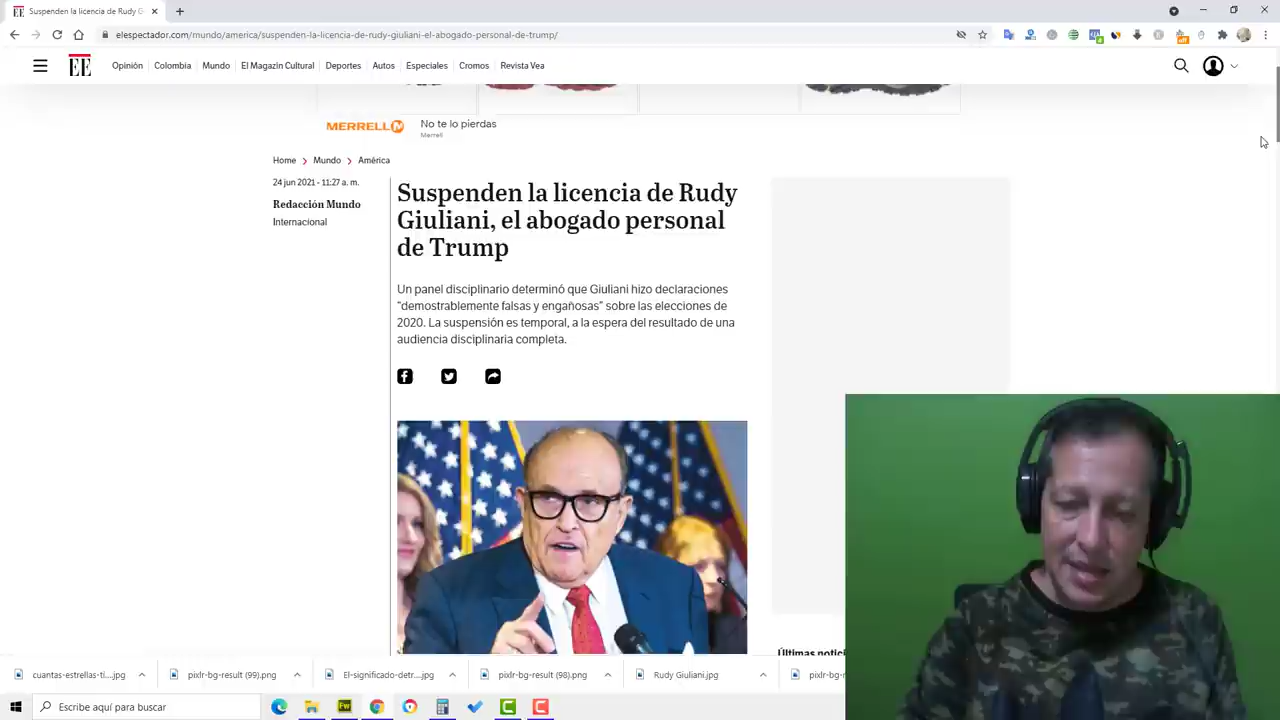 Suspenden la licencia de Rudy G
elespectador.com/mundo/america/suspenden-la-licencia-de-rudy-giuliani-el-abogado-personal-de-trump/
EE
Opinión
Colombia
Mundo
El Magazín Cultural
Deportes
Autos
Especiales
Cromos
Revista Vea
MERRELL
No te lo pierdas
Merrell
Home
Mundo
América
24 jun 2021 - 11:27 a. m.
Redacción Mundo
Internacional
Suspenden la licencia de Rudy
Giuliani, el abogado personal
de Trump
Un panel disciplinario determinó que Giuliani hizo declaraciones
“demostrablemente falsas y engañosas” sobre las elecciones de
2020. La suspensión es temporal, a la espera del resultado de una
audiencia disciplinaria completa.
Últimas notici
cuantas-estrellas-ti....jpg
pixlr-bg-result (99).png
El-significado-detr....jpg
pixlr-bg-result (98).png
Rudy Giuliani.jpg
pixlr-bg-
Escribe aquí para buscar
Fw